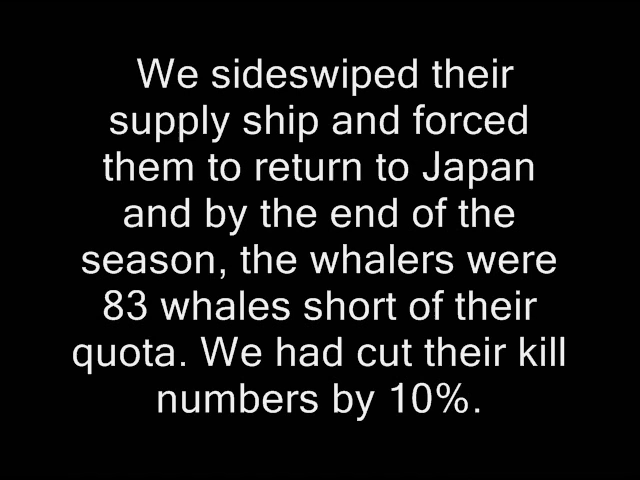 We sideswiped their
supply ship and forced
them to return to Japan
and by the end of the
season, the whalers were
83 whales short of their
quota. We had cut their kill
numbers by 10%.